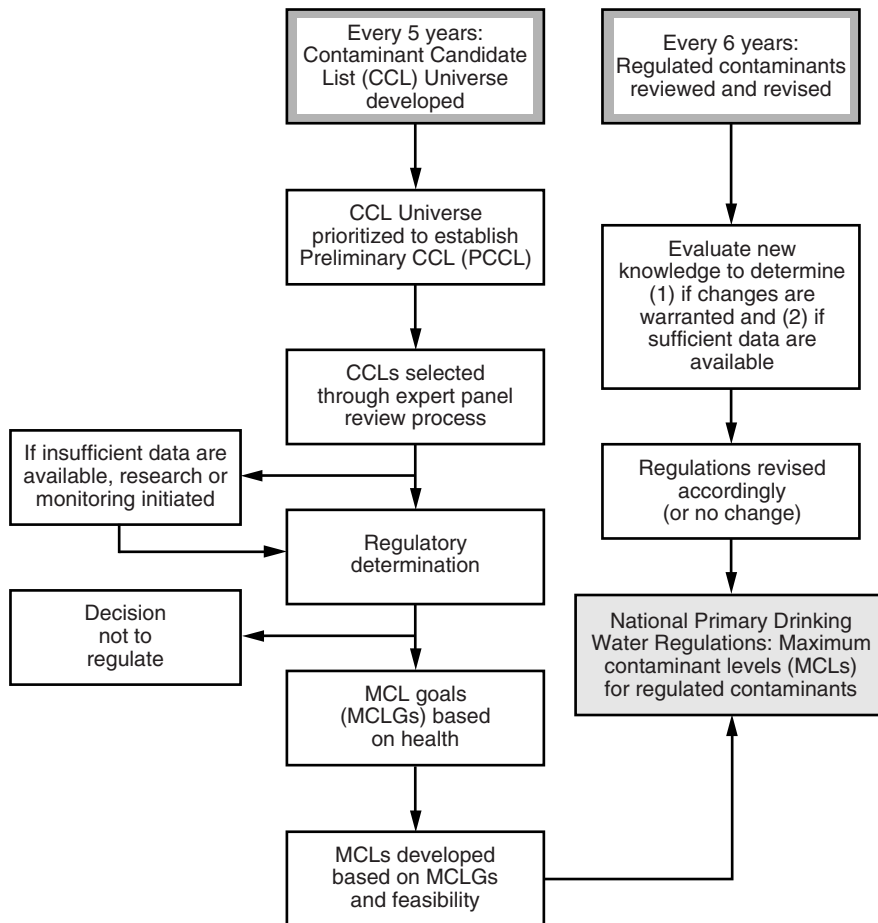 Every 5 years:
Contaminant Candidate
List (CCL) Universe
developed
Every 6 years:
Regulated contaminants
reviewed and revised
CCL Universe
prioritized to establish
Preliminary CCL (PCCL)
Evaluate new
knowledge to determine
(1) if changes are
warranted and (2) if
sufficient data are
available
CCLs selected
through expert panel
review process
If insufficient data are
available, research or
monitoring initiated
Regulations revised
accordingly
(or no change)
Regulatory
determination
Decision
not to
regulate
National Primary Drinking
Water Regulations: Maximum
contaminant levels (MCLs)
for regulated contaminants
MCL goals
(MCLGs) based
on health
MCLs developed
based on MCLGs
and feasibility